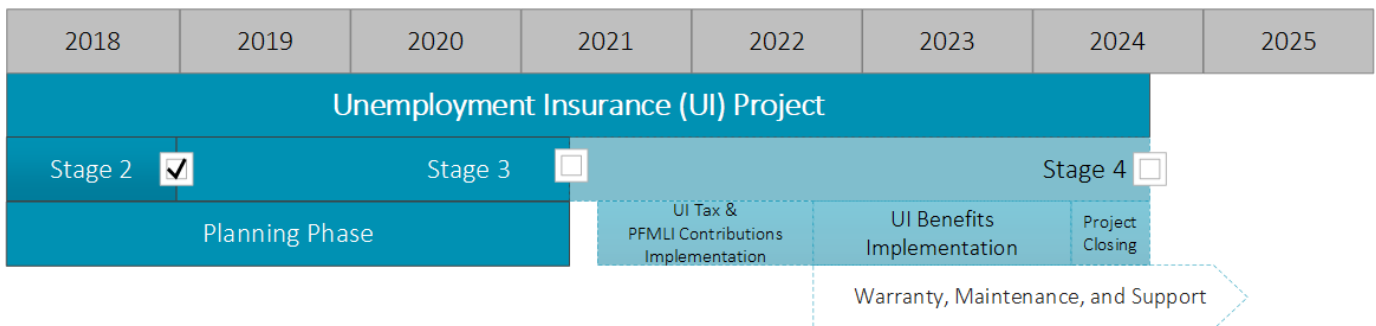 2018 2019 2020 2021 2022 2023 2024 2025
Unemployment Insurance (UI) Project
Stage 2 Stage 3 Stage 4
Planning Phase
UI Tax &
PFMLI Contributions
Implementation
UI Benefits
Implementation
Project
Closing
Warranty, Maintenance, and Support